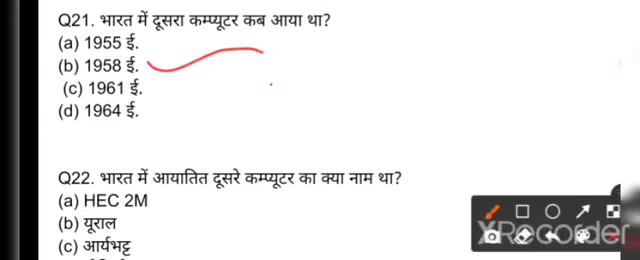 Q21. भारत में दूसरा कम्प्यूटर कब आया था?
(a) 1955 ई.
(b) 1958 ई.
(c) 1961 ई.
(d) 1964 ई.
Q22. भारत में आयातित दूसरे कम्प्यूटर का क्या नाम था?
(a) HEC 2M
(b) यूराल
(c) आर्यभट्ट
XRecorder